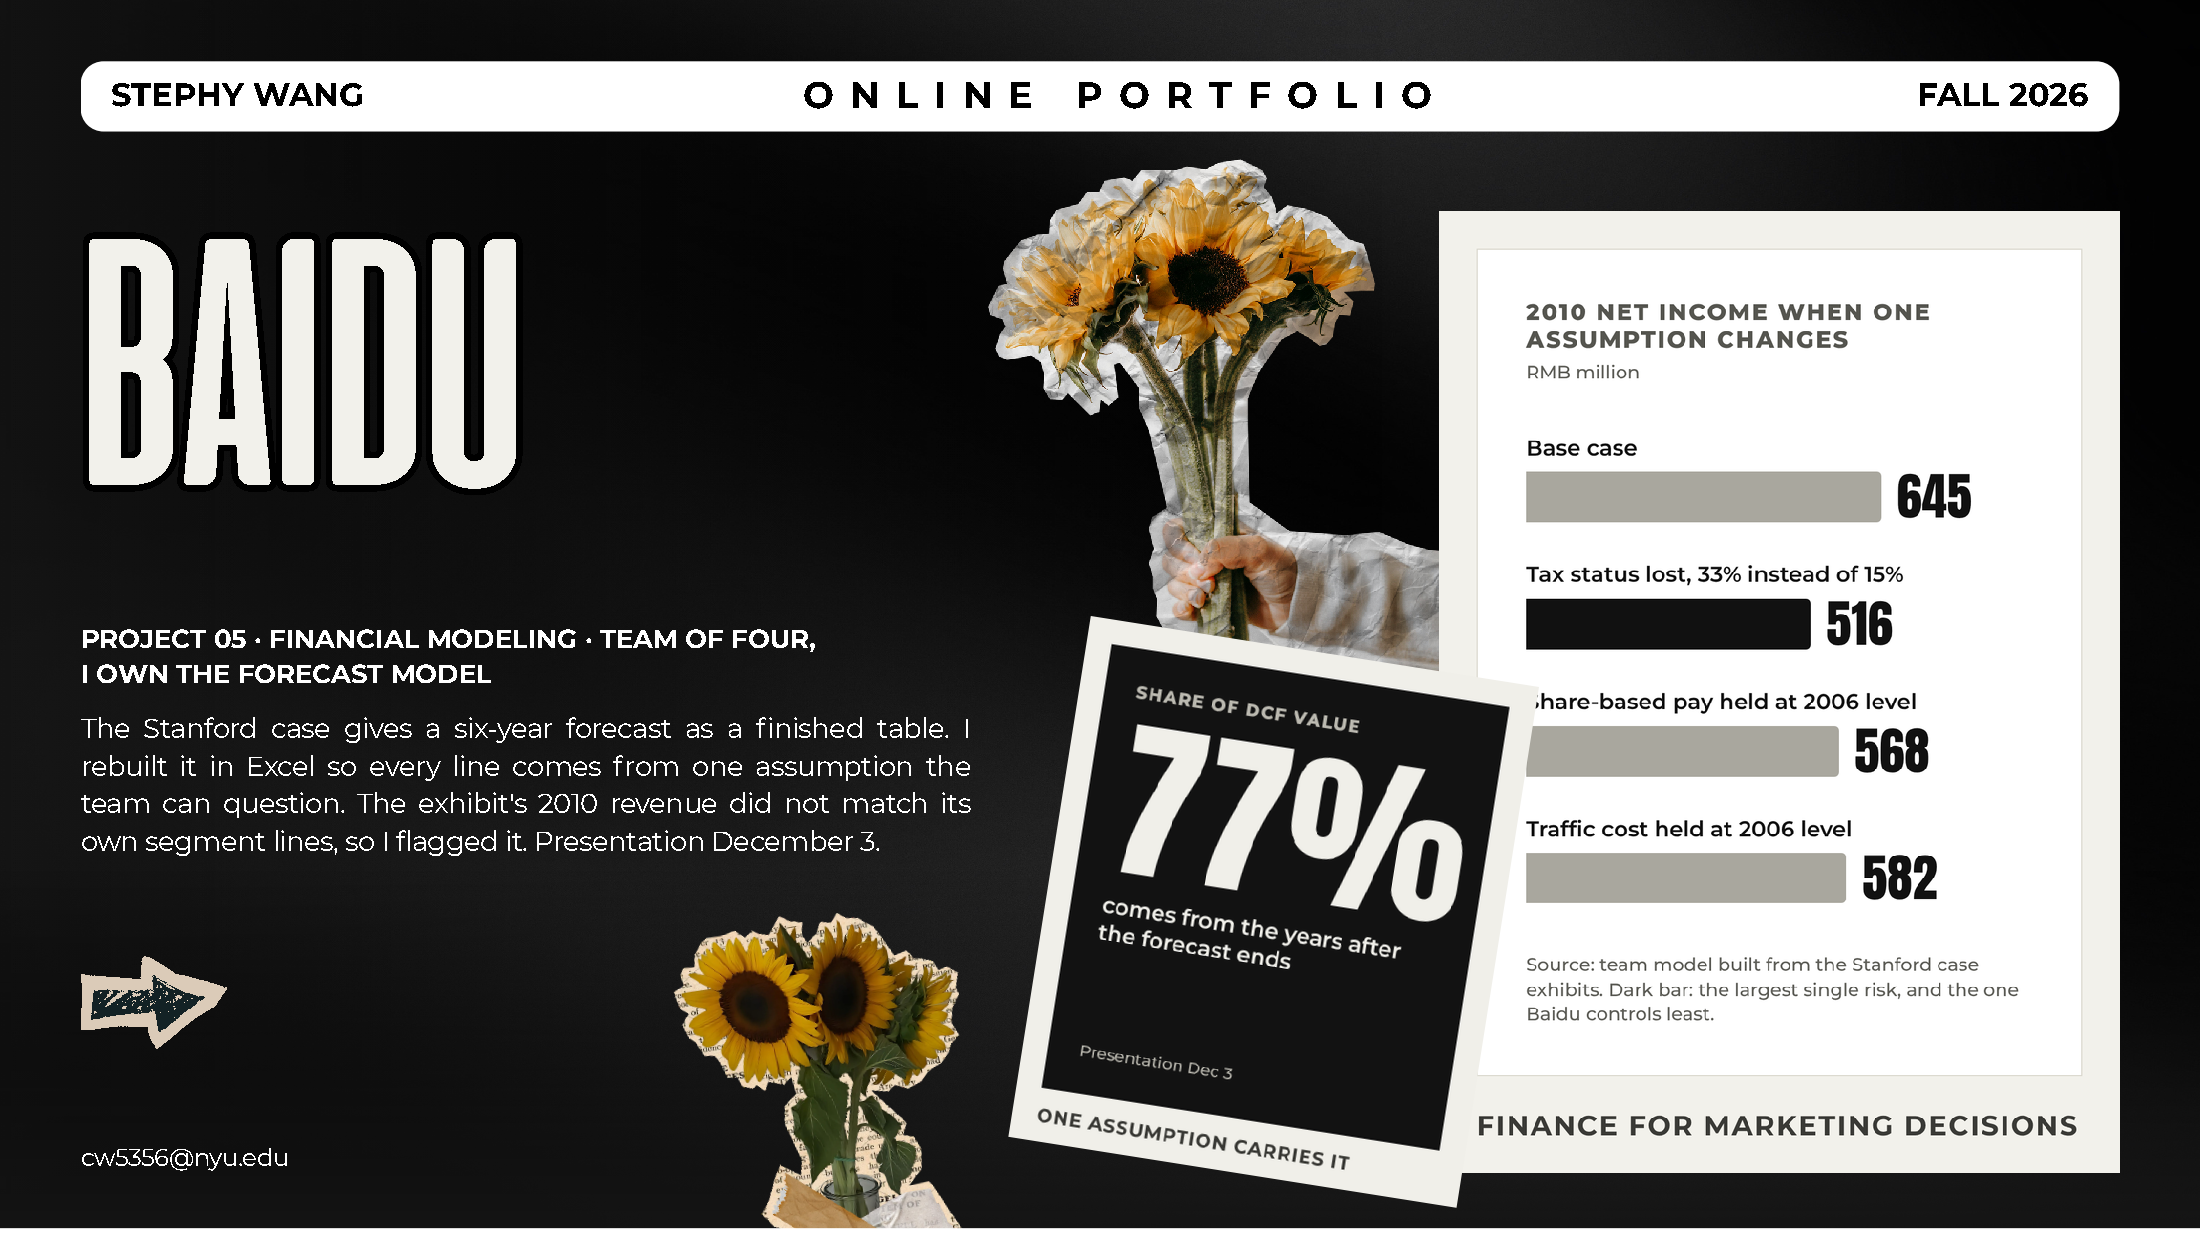 STEPHY WANG
ONLINE PORTFOLIO
FALL 2026
BAIDU
PROJECT 05 · FINANCIAL MODELING · TEAM OF FOUR,
I OWN THE FORECAST MODEL
The Stanford case gives a six-year forecast as a finished table. I
rebuilt it in Excel so every line comes from one assumption the
team can question. The exhibit's 2010 revenue did not match its
own segment lines, so I flagged it. Presentation December 3.
cw5356@nyu.edu
SHARE OF DCF VALUE
77%
comes from the years after
the forecast ends
Presentation Dec 3
ONE ASSUMPTION CARRIES IT
2010 NET INCOME WHEN ONE
ASSUMPTION CHANGES
RMB million
Base case
645
Tax status lost, 33% instead of 15%
516
Share-based pay held at 2006 level
568
Traffic cost held at 2006 level
582
Source: team model built from the Stanford case
exhibits. Dark bar: the largest single risk, and the one
Baidu controls least.
FINANCE FOR MARKETING DECISIONS